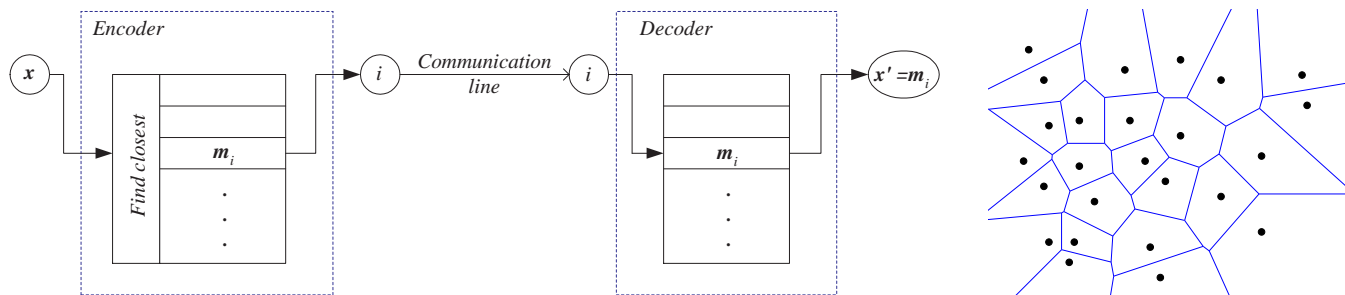 Encoder
x
Find closest
m_i
.
.
.
i
Communication
line
i
Decoder
m_i
.
.
.
x' = m_i